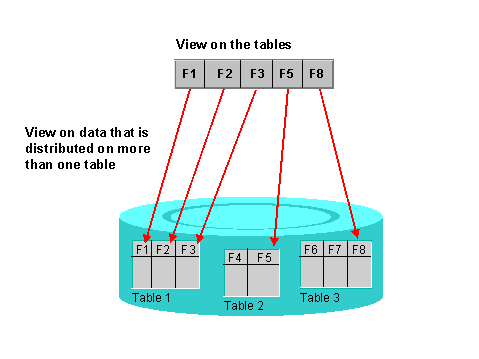 View on the tables
F1 F2 F3 F5 F8
View on data that is
distributed on more
than one table
F1 F2 F3
F4 F5
F6 F7 F8
Table 1
Table 2
Table 3